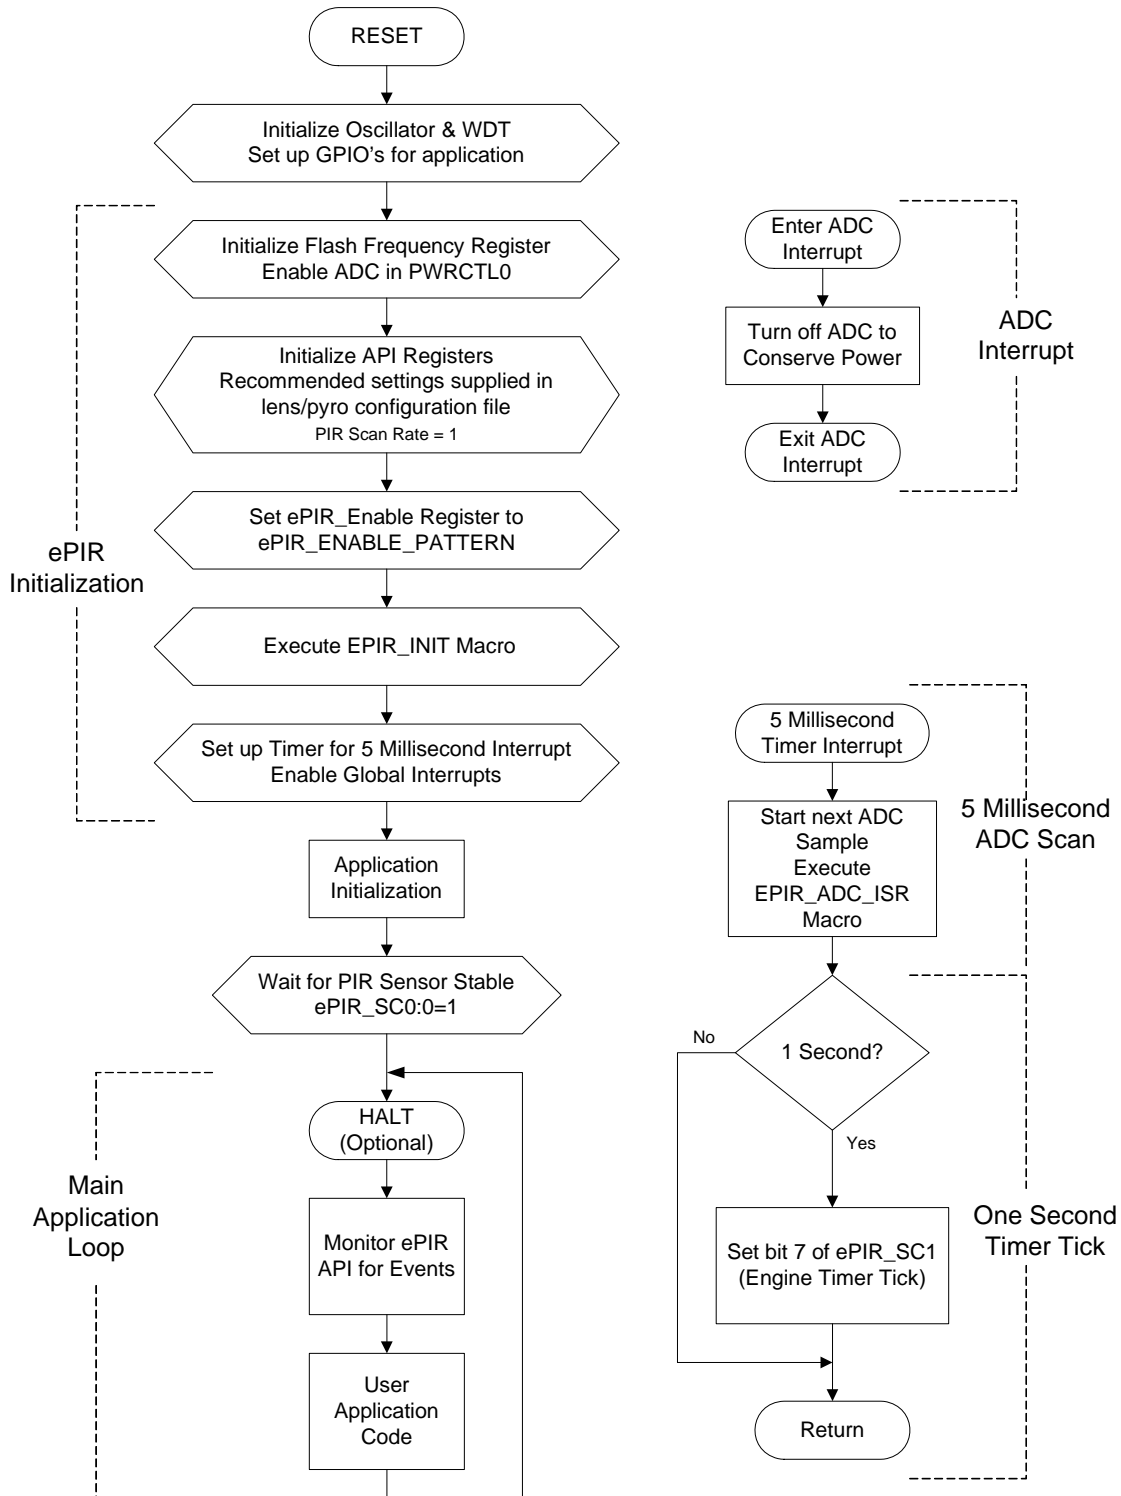 RESET
Initialize Oscillator & WDT
Set up GPIO's for application
Initialize Flash Frequency Register
Enable ADC in PWRCTL0
Initialize API Registers
Recommended settings supplied in
lens/pyro configuration file
PIR Scan Rate = 1
Set ePIR_Enable Register to
ePIR_ENABLE_PATTERN
Execute EPIR_INIT Macro
Set up Timer for 5 Millisecond Interrupt
Enable Global Interrupts
ePIR
Initialization
Application
Initialization
Wait for PIR Sensor Stable
ePIR_SC0:0=1
HALT
(Optional)
Monitor ePIR
API for Events
User
Application
Code
Main
Application
Loop
Enter ADC
Interrupt
Turn off ADC to
Conserve Power
Exit ADC
Interrupt
ADC
Interrupt
5 Millisecond
Timer Interrupt
Start next ADC
Sample
Execute
EPIR_ADC_ISR
Macro
5 Millisecond
ADC Scan
1 Second?
No
Yes
Set bit 7 of ePIR_SC1
(Engine Timer Tick)
One Second
Timer Tick
Return